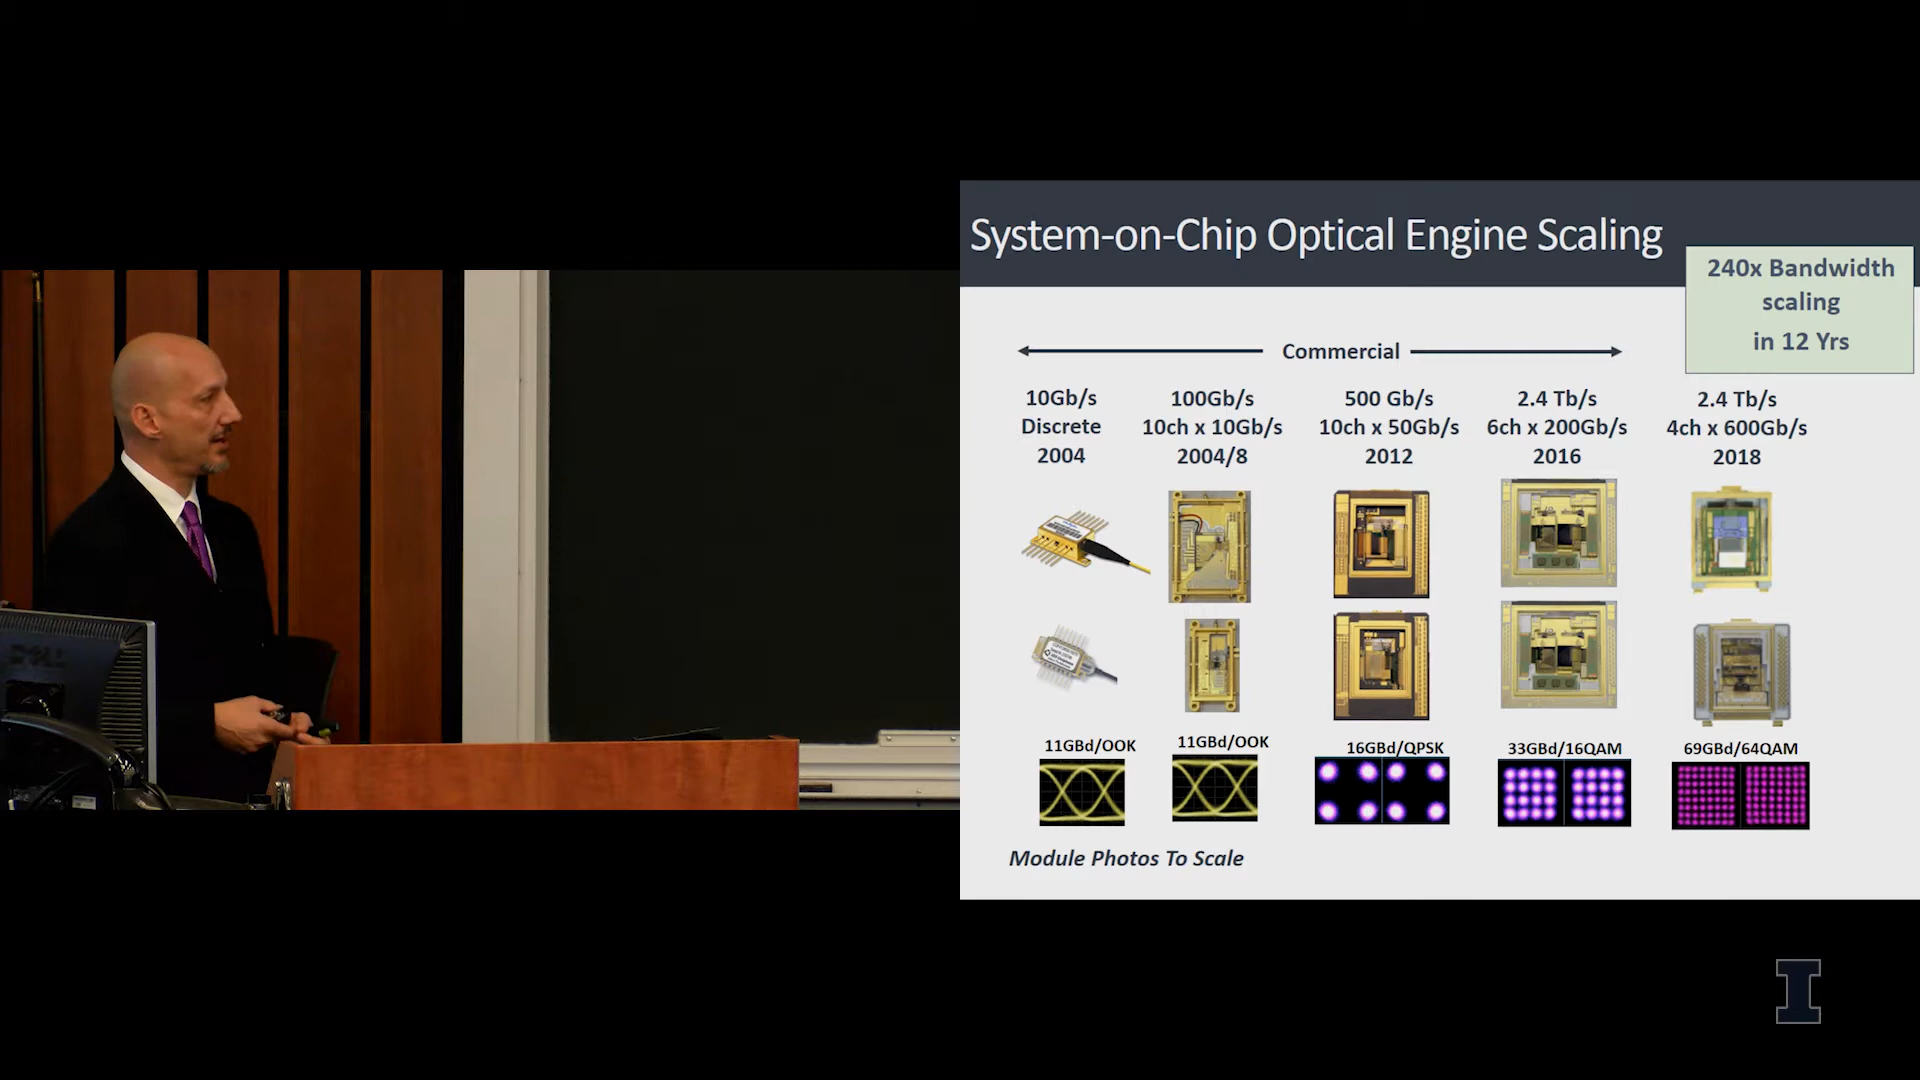 System-on-Chip Optical Engine Scaling
240x Bandwidth
scaling
in 12 Yrs
Commercial
10Gb/s
Discrete
2004
100Gb/s
10ch x 10Gb/s
2004/8
500 Gb/s
10ch x 50Gb/s
2012
2.4 Tb/s
6ch x 200Gb/s
2016
2.4 Tb/s
4ch x 600Gb/s
2018
11GBd/OOK
11GBd/OOK
16GBd/QPSK
33GBd/16QAM
69GBd/64QAM
Module Photos To Scale
DELL
I